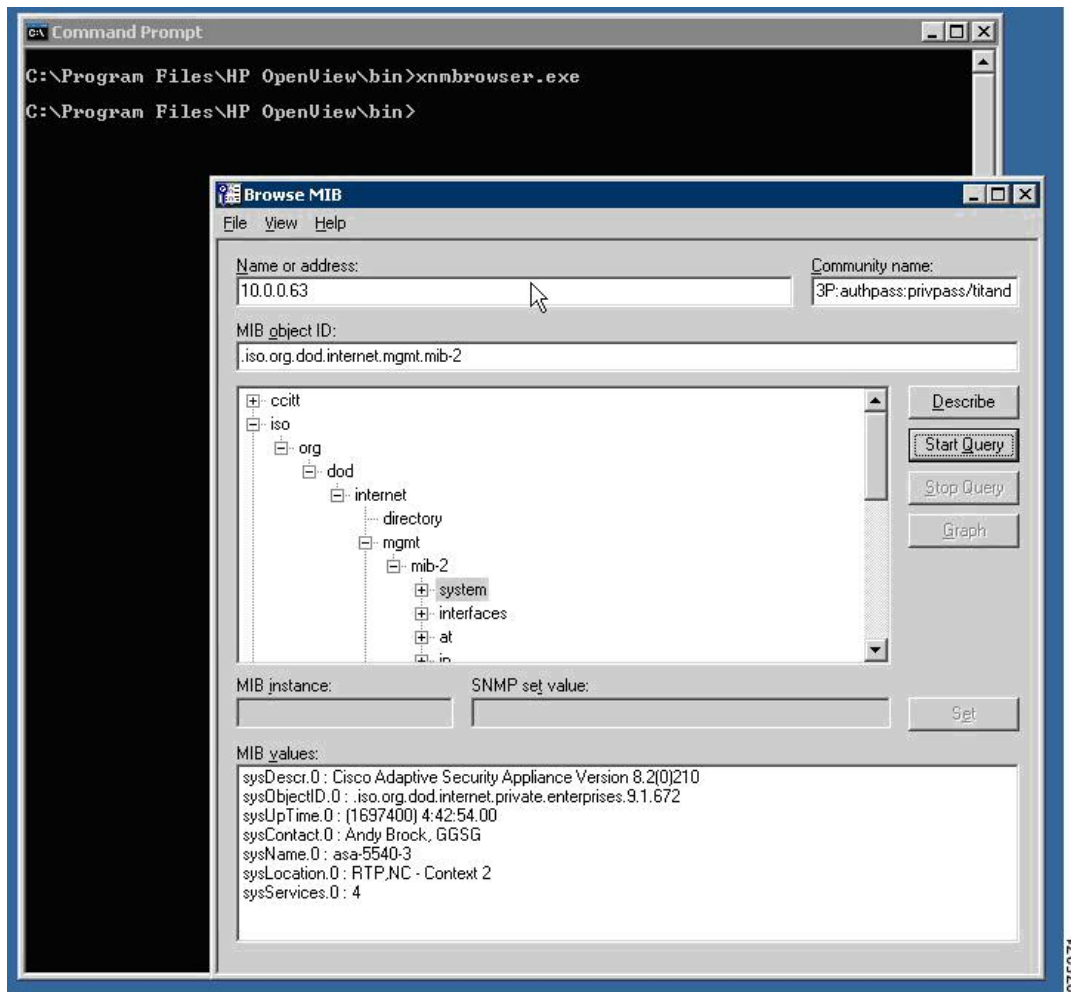 Command Prompt
C:\Program Files\HP OpenView\bin>xnmbrowser.exe
C:\Program Files\HP OpenView\bin>
Browse MIB
File View Help
Name or address:
Community name:
10.0.0.63
3P:authpass:privpass/titand
MIB object ID:
.iso.org.dod.internet.mgmt.mib-2
ccitt
iso
org
dod
internet
directory
mgmt
mib-2
system
interfaces
at
ip
Describe
Start Query
Stop Query
Graph
MIB instance:
SNMP set value:
Set
MIB values:
sysDescr.0 : Cisco Adaptive Security Appliance Version 8.2(0)210
sysObjectID.0 : .iso.org.dod.internet.private.enterprises.9.1.672
sysUpTime.0 : (1697400) 4:42:54.00
sysContact.0 : Andy Brock, GGSG
sysName.0 : asa-5540-3
sysLocation.0 : RTP,NC - Context 2
sysServices.0 : 4